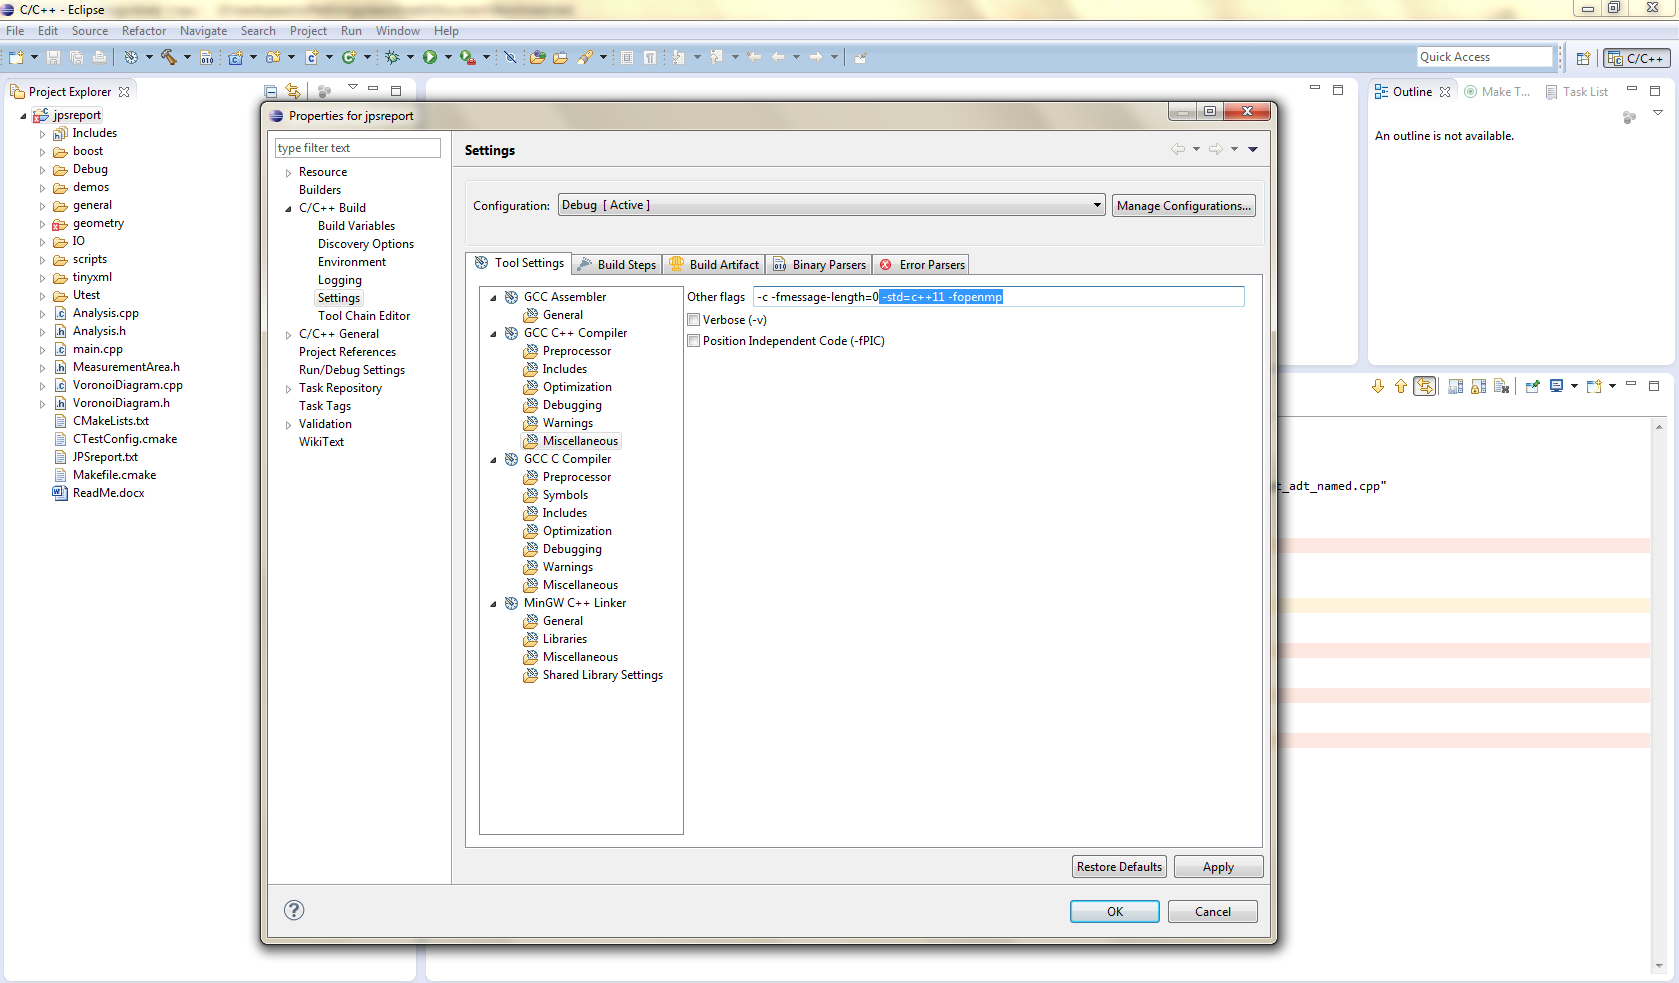 C/C++ - Eclipse
File Edit Source Refactor Navigate Search Project Run Window Help
Quick Access
C/C++
Project Explorer
jpsreport
Includes
boost
Debug
demos
general
geometry
IO
scripts
tinyxml
Utest
Analysis.cpp
Analysis.h
main.cpp
MeasurementArea.h
VoronoiDiagram.cpp
VoronoiDiagram.h
CMakeLists.txt
CTestConfig.cmake
JPSreport.txt
Makefile.cmake
ReadMe.docx
Properties for jpsreport
type filter text
Resource
Builders
C/C++ Build
Build Variables
Discovery Options
Environment
Logging
Settings
Tool Chain Editor
C/C++ General
Project References
Run/Debug Settings
Task Repository
Task Tags
Validation
WikiText
Settings
Configuration: Debug [ Active ] Manage Configurations...
Tool Settings Build Steps Build Artifact Binary Parsers Error Parsers
GCC Assembler
General
GCC C++ Compiler
Preprocessor
Includes
Optimization
Debugging
Warnings
Miscellaneous
GCC C Compiler
Preprocessor
Symbols
Includes
Optimization
Debugging
Warnings
Miscellaneous
MinGW C++ Linker
General
Libraries
Miscellaneous
Shared Library Settings
Other flags -c -fmessage-length=0 -std=c++11 -fopenmp
Verbose (-v)
Position Independent Code (-fPIC)
Restore Defaults Apply
OK Cancel
Outline Make T... Task List
An outline is not available.
t_adt_named.cpp"